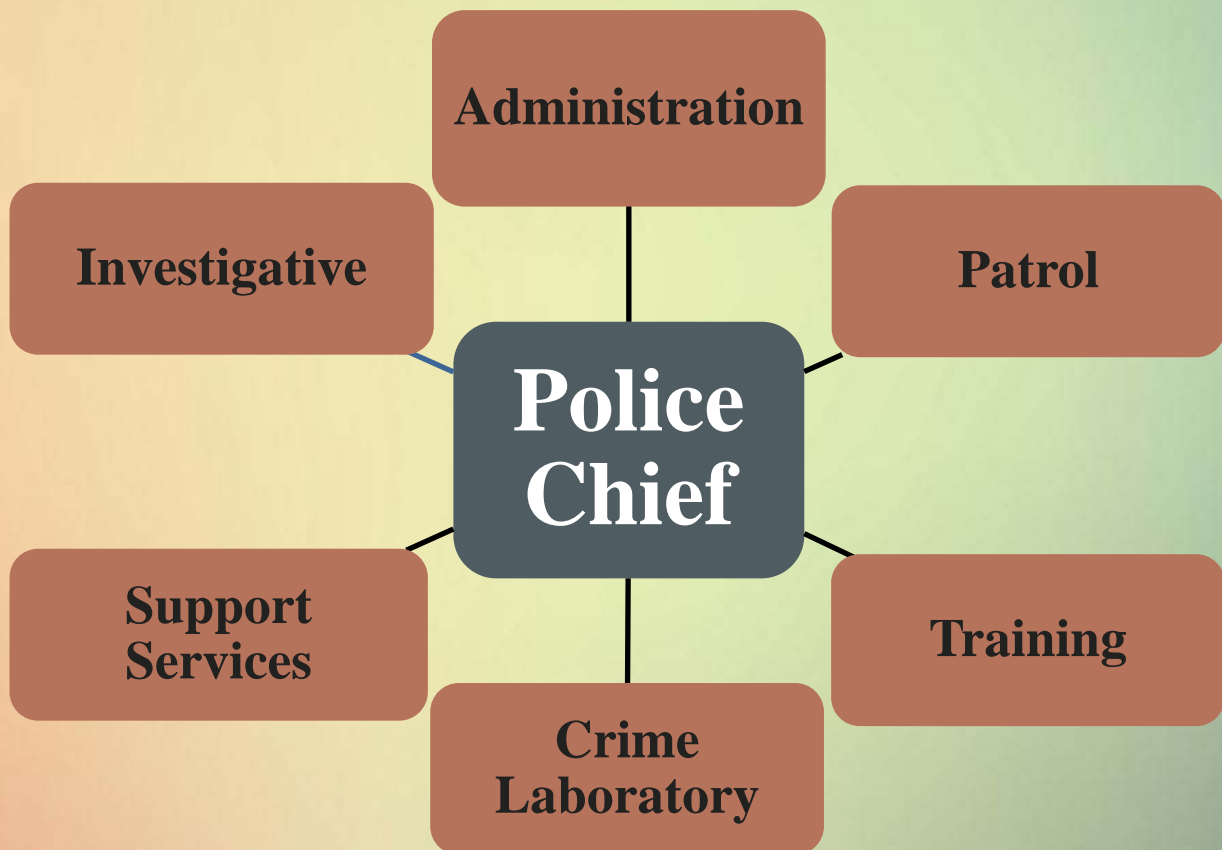 Administration
Investigative
Patrol
Police
Chief
Support
Services
Training
Crime
Laboratory